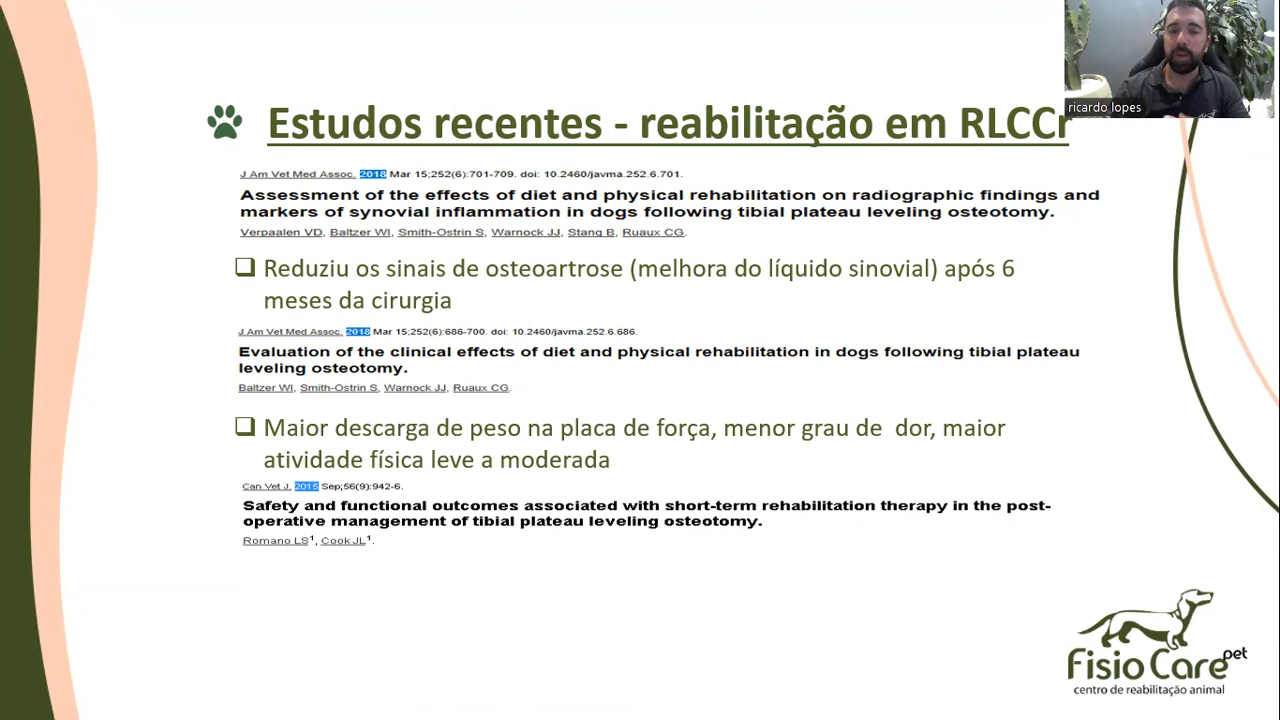 ricardo lopes
Estudos recentes - reabilitação em RLCCr
J Am Vet Med Assoc. 2018 Mar 15;252(6):701-709. doi: 10.2460/javma.252.6.701.
Assessment of the effects of diet and physical rehabilitation on radiographic findings and
markers of synovial inflammation in dogs following tibial plateau leveling osteotomy.
Verpaalen VD, Baltzer WI, Smith-Ostrin S, Warnock JJ, Stang B, Ruaux CG.
Reduziu os sinais de osteoartrose (melhora do líquido sinovial) após 6
meses da cirurgia
J Am Vet Med Assoc. 2018 Mar 15;252(6):686-700. doi: 10.2460/javma.252.6.686.
Evaluation of the clinical effects of diet and physical rehabilitation in dogs following tibial plateau
leveling osteotomy.
Baltzer WI, Smith-Ostrin S, Warnock JJ, Ruaux CG.
Maior descarga de peso na placa de força, menor grau de  dor, maior
atividade física leve a moderada
Can Vet J. 2015 Sep;56(9):942-6.
Safety and functional outcomes associated with short-term rehabilitation therapy in the post-
operative management of tibial plateau leveling osteotomy.
Romano LS1, Cook JL1.
Fisio Care pet
centro de reabilitação animal